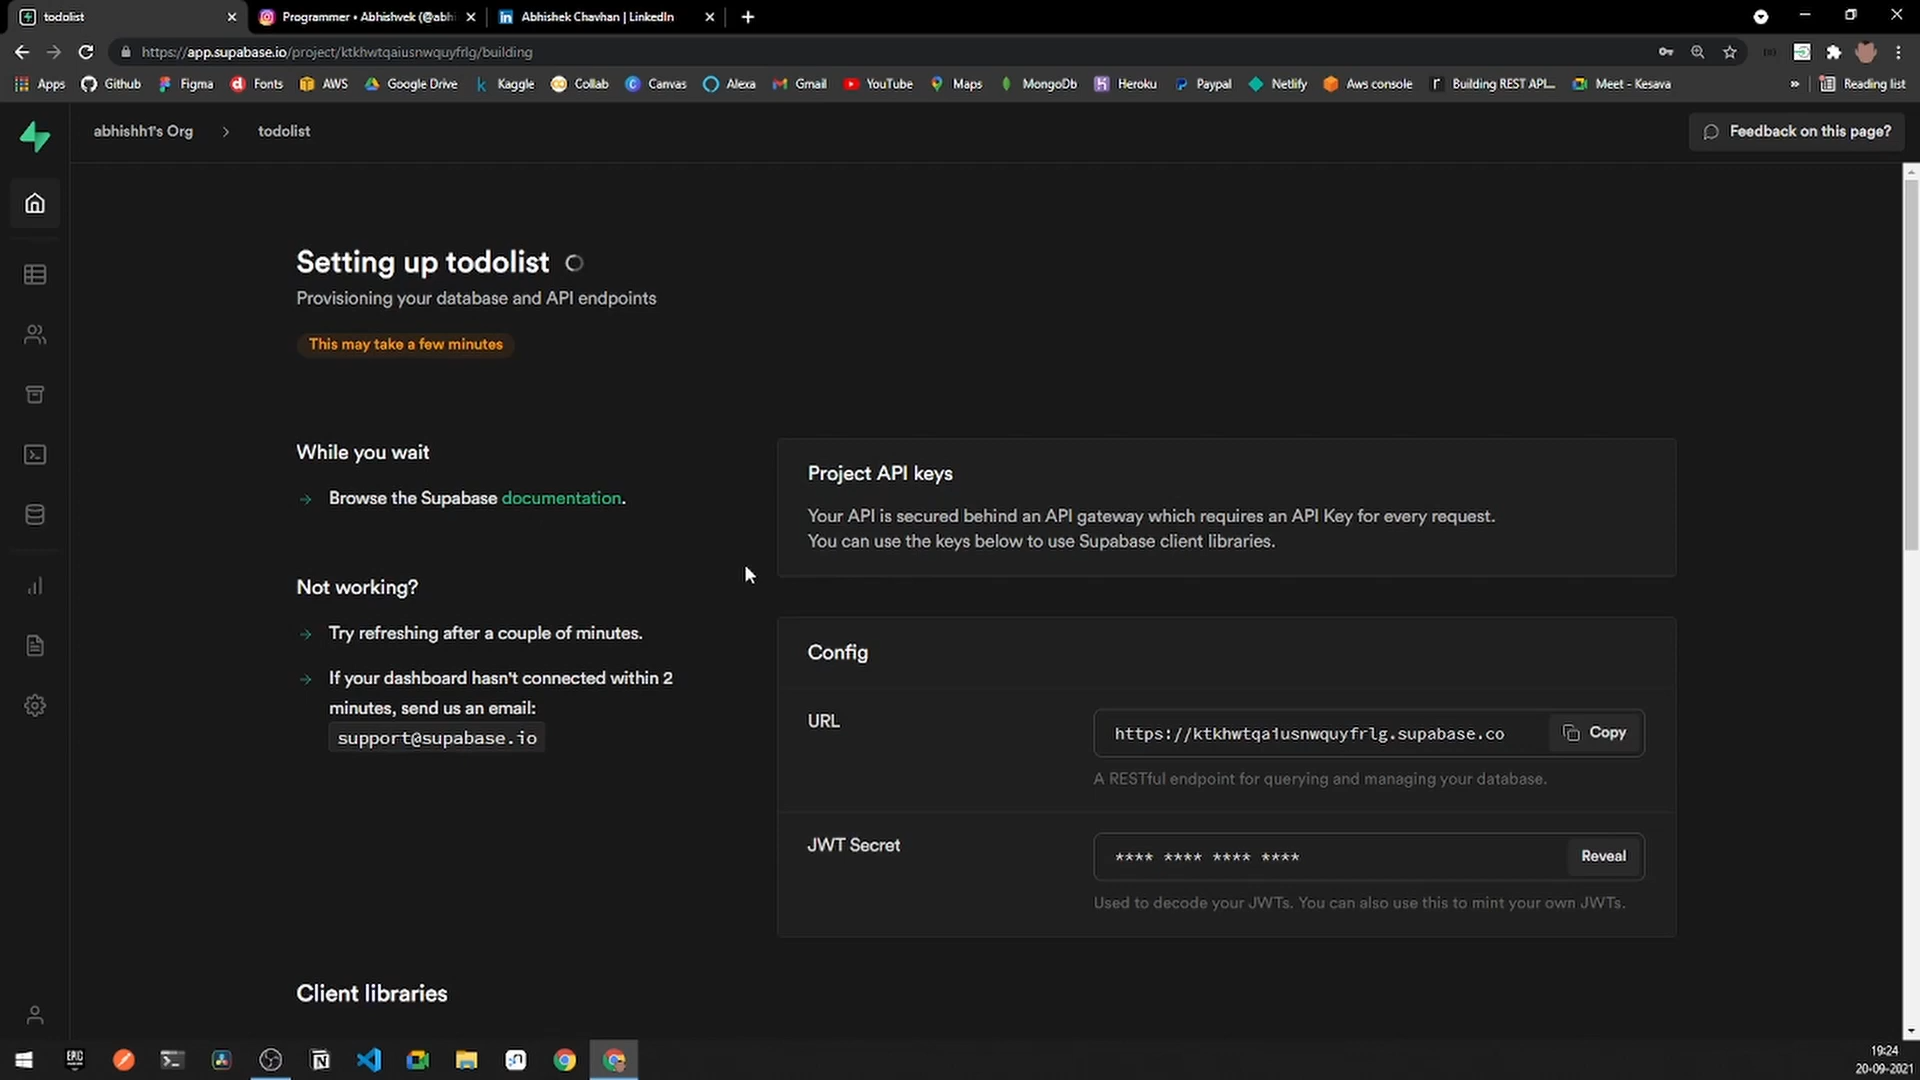 todolist
Programmer • Abhishvek (@abhi
Abhishek Chavhan | LinkedIn
https://app.supabase.io/project/ktkhwtqaiusnwquyfrlg/building
Apps
Github
Figma
Fonts
AWS
Google Drive
Kaggle
Collab
Canvas
Alexa
Gmail
YouTube
Maps
MongoDb
Heroku
Paypal
Netlify
Aws console
Building REST API...
Meet - Kesava
»
Reading list
abhishh1's Org > todolist
Feedback on this page?
Setting up todolist
Provisioning your database and API endpoints
This may take a few minutes
While you wait
Browse the Supabase documentation.
Not working?
Try refreshing after a couple of minutes.
If your dashboard hasn't connected within 2
minutes, send us an email:
support@supabase.io
Project API keys
Your API is secured behind an API gateway which requires an API Key for every request.
You can use the keys below to use Supabase client libraries.
Config
URL
https://ktkhwtqaiusnwquyfrlg.supabase.co
Copy
A RESTful endpoint for querying and managing your database.
JWT Secret
**** **** **** ****
Reveal
Used to decode your JWTs. You can also use this to mint your own JWTs.
Client libraries
EPIC
19:24
20-09-2021